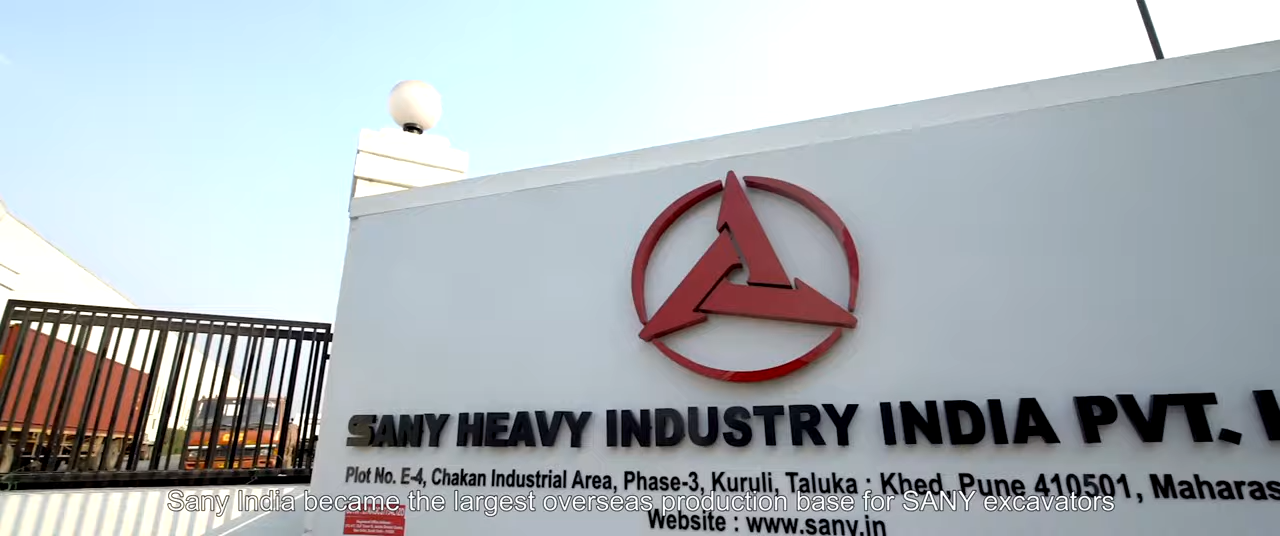 SANY HEAVY INDUSTRY INDIA PVT.
Plot No. E-4, Chakan Industrial Area, Phase-3, Kuruli, Taluka : Khed, Pune 410501, Maharas
Sany India became the largest overseas production base for SANY excavators
Website : www.sany.in